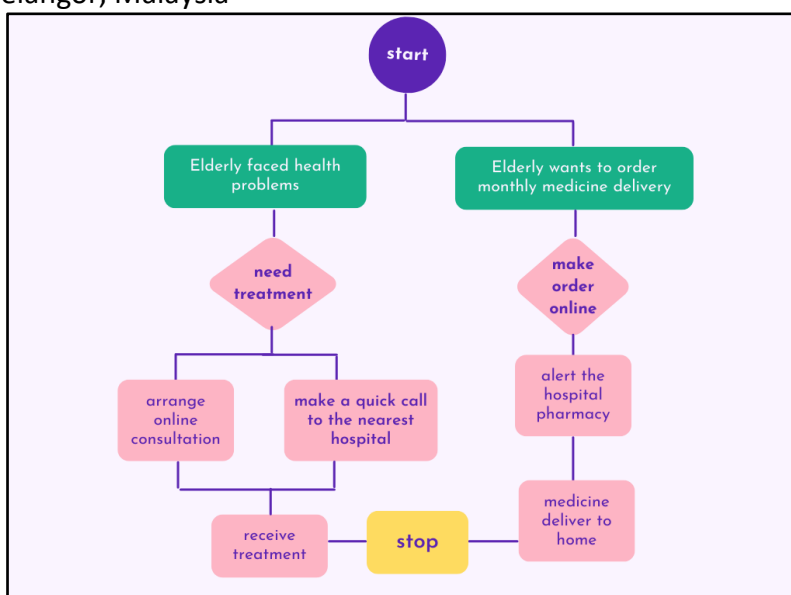 elangor, Malaysia
start
Elderly faced health
problems
Elderly wants to order
monthly medicine delivery
need
treatment
make
order
online
arrange
online
consultation
make a quick call
to the nearest
hospital
alert the
hospital
pharmacy
receive
treatment
stop
medicine
deliver to
home